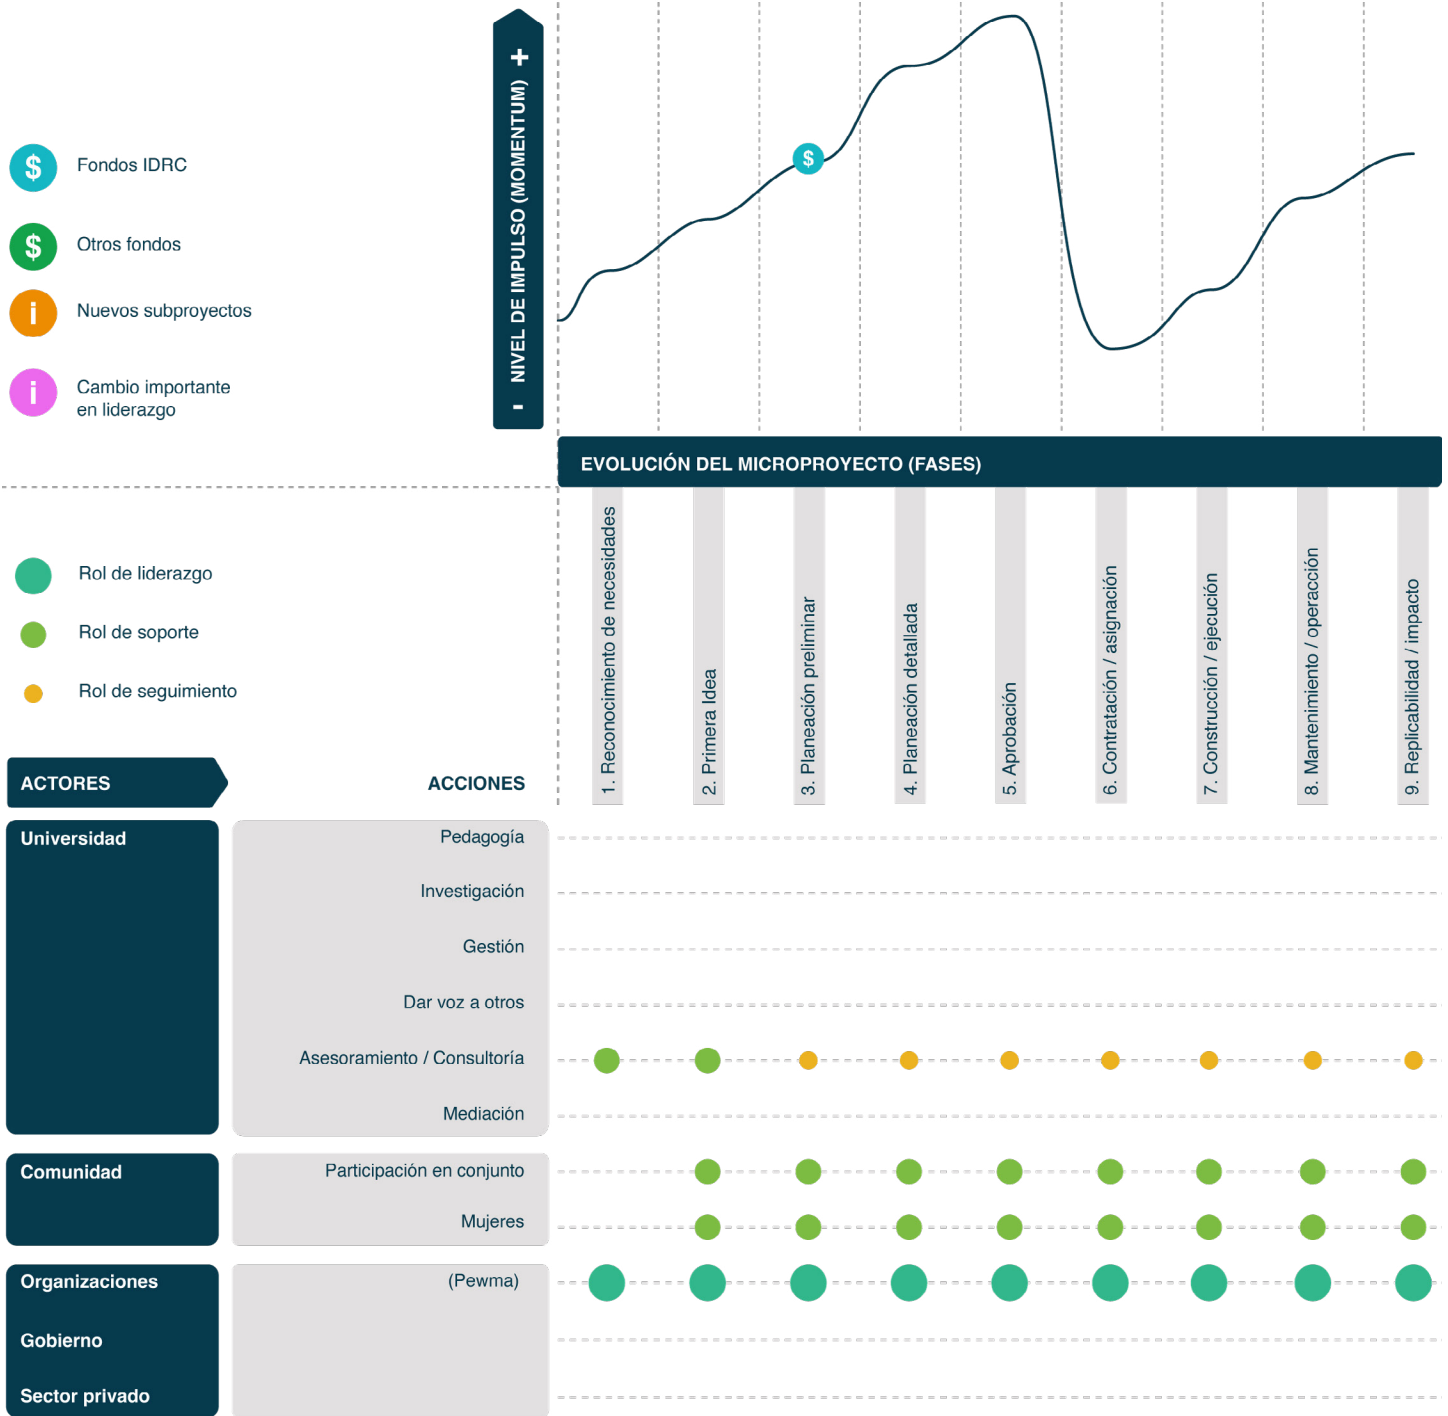 +
NIVEL DE IMPULSO (MOMENTUM)
-
$
$
Fondos IDRC
$
Otros fondos
i
Nuevos subproyectos
i
Cambio importante
en liderazgo
EVOLUCIÓN DEL MICROPROYECTO (FASES)
Rol de liderazgo
Rol de soporte
Rol de seguimiento
1. Reconocimiento de necesidades
2. Primera Idea
3. Planeación preliminar
4. Planeación detallada
5. Aprobación
6. Contratación / asignación
7. Construcción / ejecución
8. Mantenimiento / operacción
9. Replicabilidad / impacto
ACTORES
ACCIONES
Universidad
Pedagogía
Investigación
Gestión
Dar voz a otros
Asesoramiento / Consultoría
Mediación
Comunidad
Participación en conjunto
Mujeres
Organizaciones
(Pewma)
Gobierno
Sector privado